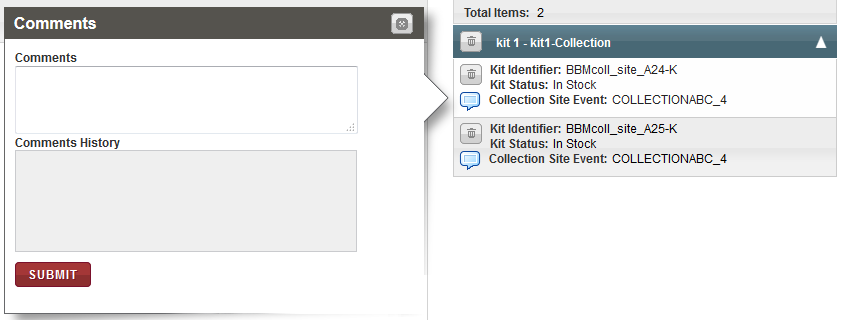 Comments
Comments
Comments History
SUBMIT
Total Items: 2
kit 1 - kit1-Collection
Kit Identifier: BBMcoll_site_A24-K
Kit Status: In Stock
Collection Site Event: COLLECTIONABC_4
Kit Identifier: BBMcoll_site_A25-K
Kit Status: In Stock
Collection Site Event: COLLECTIONABC_4